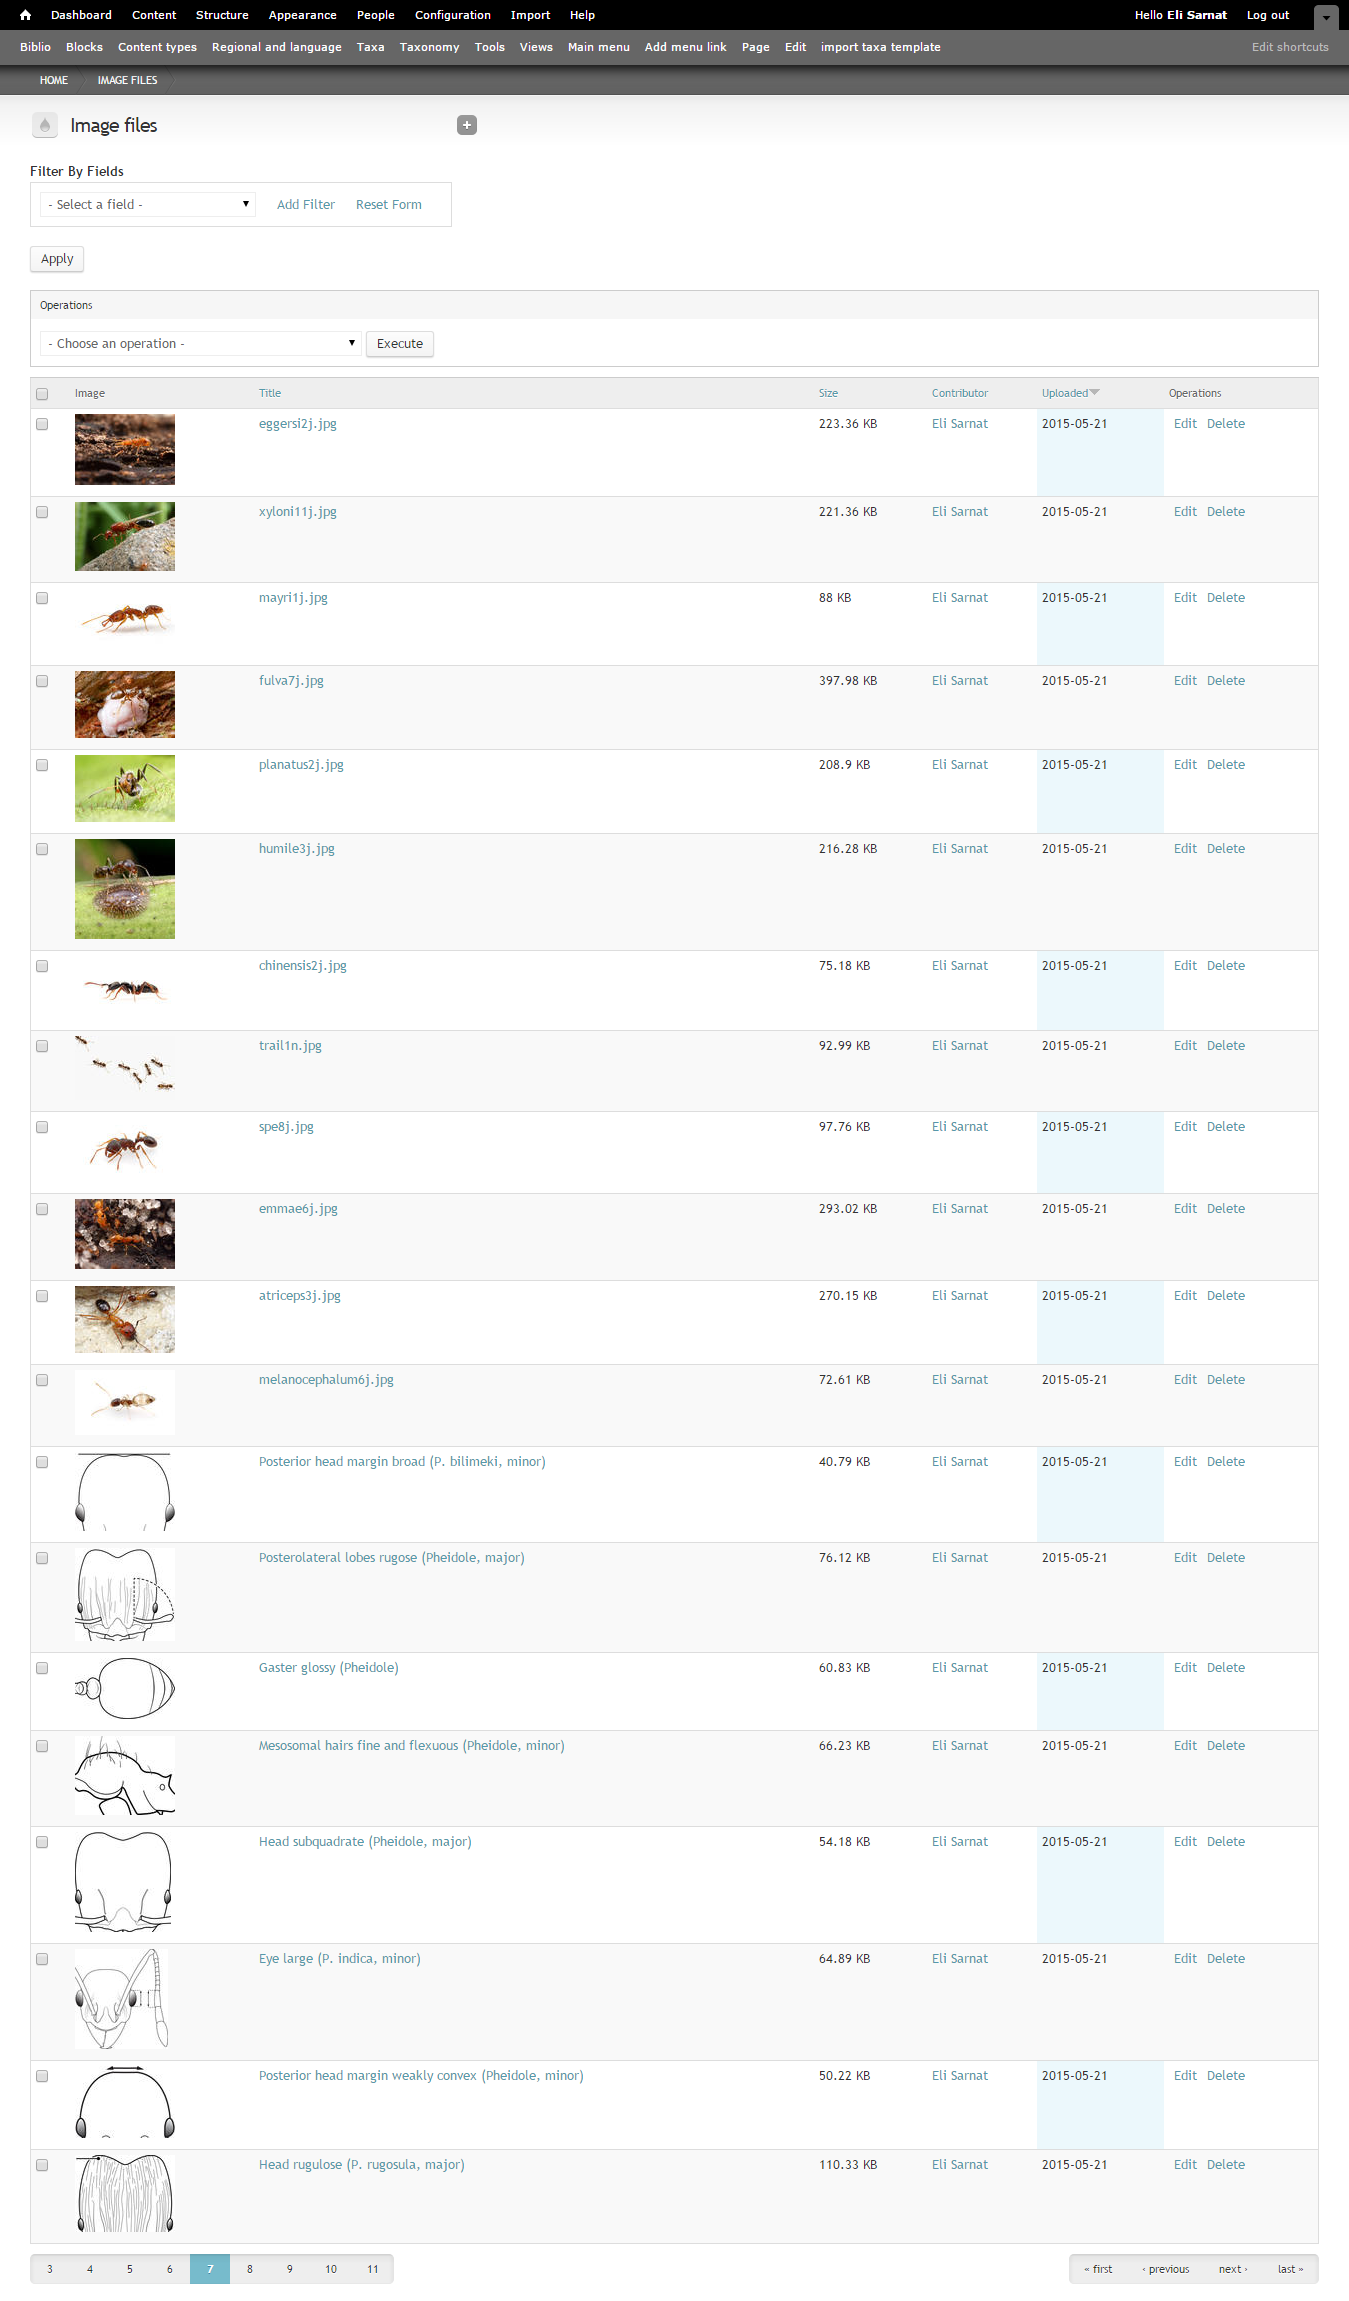 Dashboard Content Structure Appearance People Configuration Import Help Hello Eli Sarnat Log out
Biblio Blocks Content types Regional and language Taxa Taxonomy Tools Views Main menu Add menu link Page Edit import taxa template Edit shortcuts
HOME IMAGE FILES
Image files
Filter By Fields
- Select a field - Add Filter Reset Form
Apply
Operations
- Choose an operation - Execute
Image Title Size Contributor Uploaded Operations
eggersi2j.jpg 223.36 KB Eli Sarnat 2015-05-21 Edit Delete
xyloni11j.jpg 221.36 KB Eli Sarnat 2015-05-21 Edit Delete
mayri1j.jpg 88 KB Eli Sarnat 2015-05-21 Edit Delete
fulva7j.jpg 397.98 KB Eli Sarnat 2015-05-21 Edit Delete
planatus2j.jpg 208.9 KB Eli Sarnat 2015-05-21 Edit Delete
humile3j.jpg 216.28 KB Eli Sarnat 2015-05-21 Edit Delete
chinensis2j.jpg 75.18 KB Eli Sarnat 2015-05-21 Edit Delete
trail1n.jpg 92.99 KB Eli Sarnat 2015-05-21 Edit Delete
spe8j.jpg 97.76 KB Eli Sarnat 2015-05-21 Edit Delete
emmae6j.jpg 293.02 KB Eli Sarnat 2015-05-21 Edit Delete
atriceps3j.jpg 270.15 KB Eli Sarnat 2015-05-21 Edit Delete
melanocephalum6j.jpg 72.61 KB Eli Sarnat 2015-05-21 Edit Delete
Posterior head margin broad (P. bilimeki, minor) 40.79 KB Eli Sarnat 2015-05-21 Edit Delete
Posterolateral lobes rugose (Pheidole, major) 76.12 KB Eli Sarnat 2015-05-21 Edit Delete
Gaster glossy (Pheidole) 60.83 KB Eli Sarnat 2015-05-21 Edit Delete
Mesosomal hairs fine and flexuous (Pheidole, minor) 66.23 KB Eli Sarnat 2015-05-21 Edit Delete
Head subquadrate (Pheidole, major) 54.18 KB Eli Sarnat 2015-05-21 Edit Delete
Eye large (P. indica, minor) 64.89 KB Eli Sarnat 2015-05-21 Edit Delete
Posterior head margin weakly convex (Pheidole, minor) 50.22 KB Eli Sarnat 2015-05-21 Edit Delete
Head rugulose (P. rugosula, major) 110.33 KB Eli Sarnat 2015-05-21 Edit Delete
3 4 5 6 7 8 9 10 11 « first ‹ previous next › last »